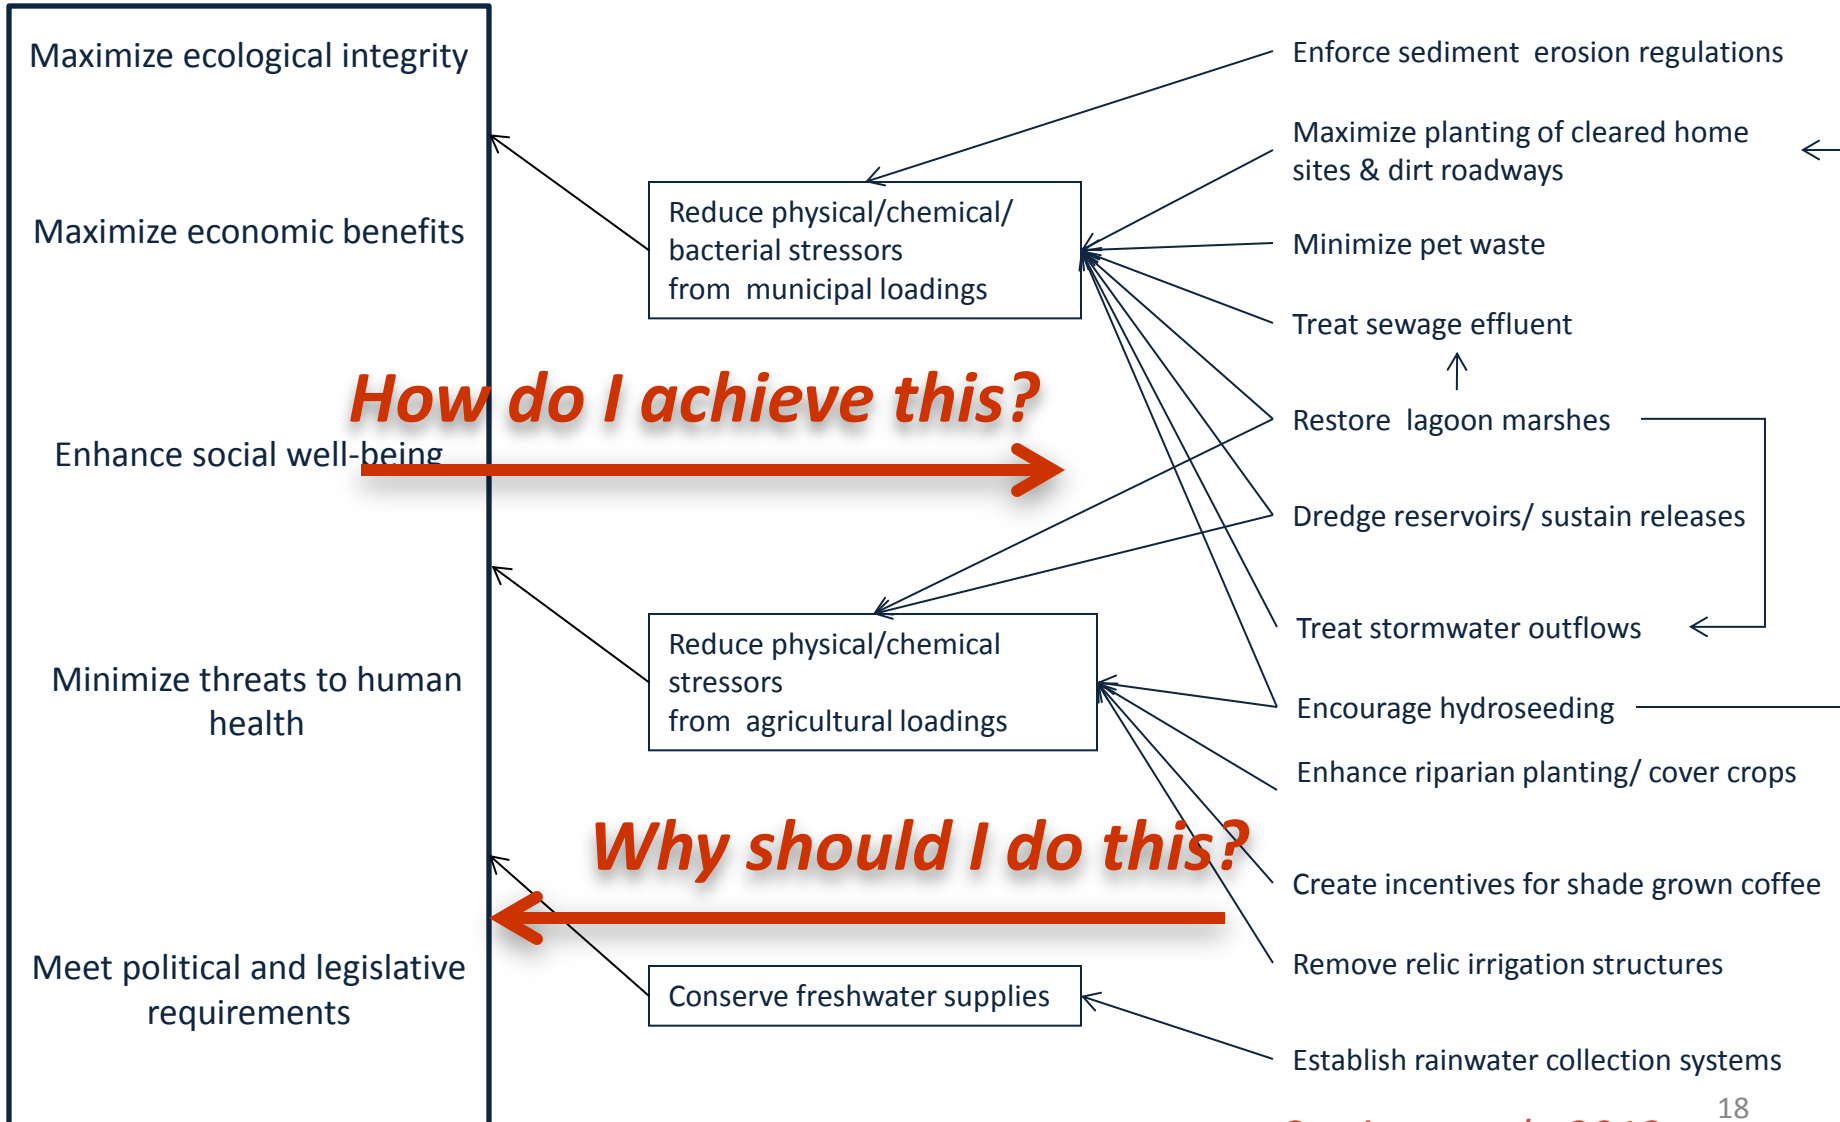 Maximize ecological integrity
Maximize economic benefits
Enhance social well-being
Minimize threats to human
health
Meet political and legislative
requirements
Reduce physical/chemical/
bacterial stressors
from municipal loadings
How do I achieve this?
Reduce physical/chemical
stressors
from agricultural loadings
Why should I do this?
Conserve freshwater supplies
Enforce sediment erosion regulations
Maximize planting of cleared home
sites & dirt roadways
Minimize pet waste
Treat sewage effluent
Restore lagoon marshes
Dredge reservoirs/ sustain releases
Treat stormwater outflows
Encourage hydroseeding
Enhance riparian planting/ cover crops
Create incentives for shade grown coffee
Remove relic irrigation structures
Establish rainwater collection systems
18